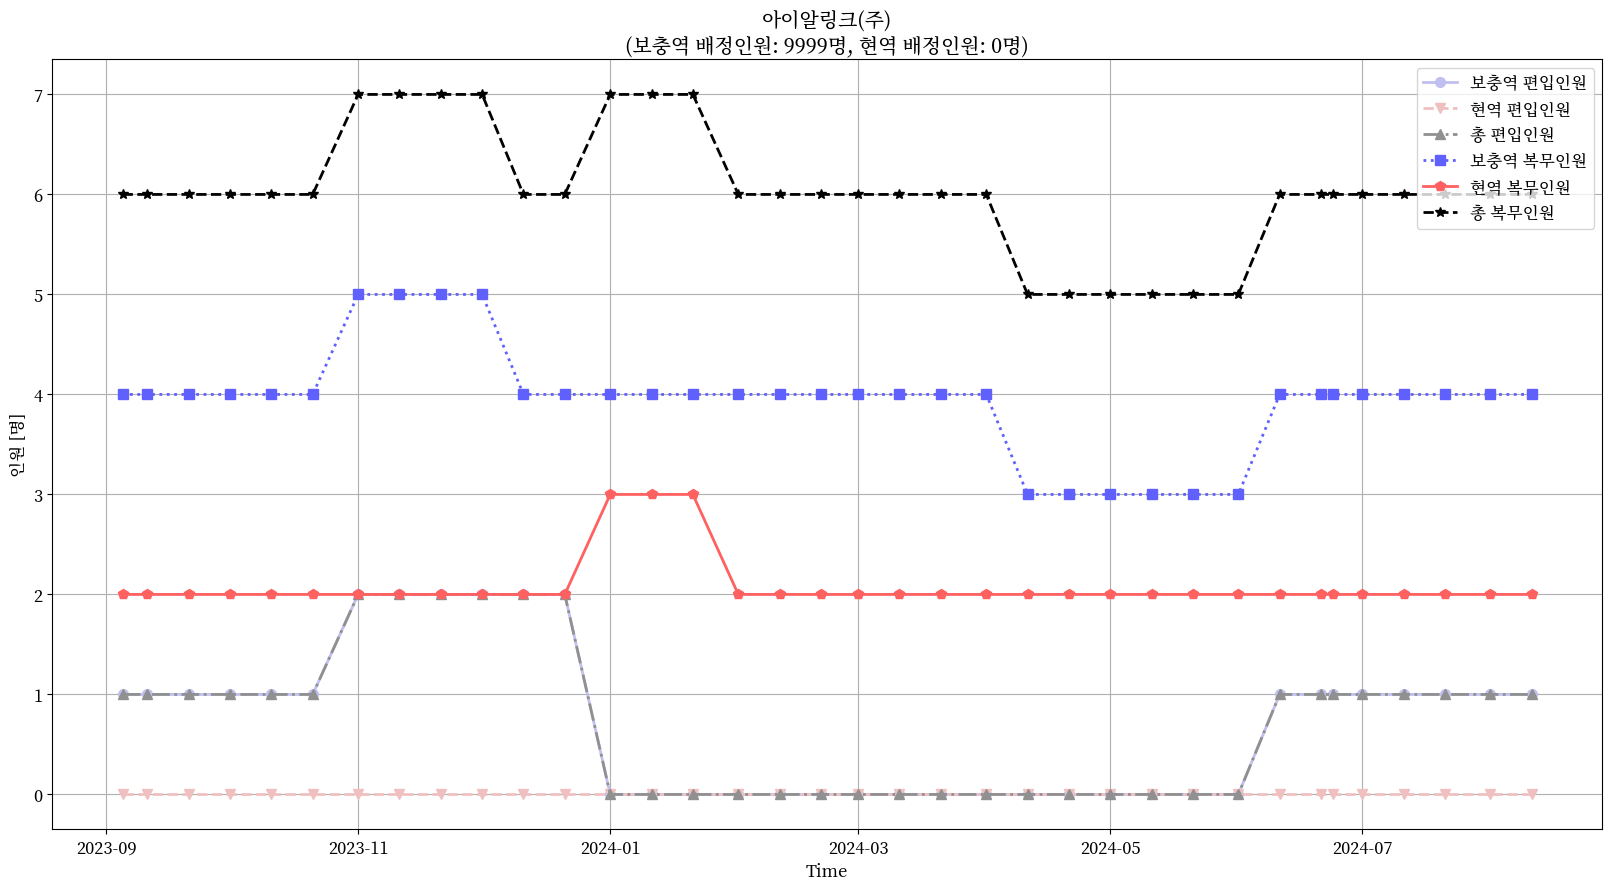 아이알링크(주)
(보충역 배정인원: 9999명, 현역 배정인원: 0명)
보충역 편입인원
현역 편입인원
총 편입인원
보충역 복무인원
현역 복무인원
총 복무인원
인원 [명]
7
6
5
4
3
2
1
0
2023-09
2023-11
2024-01
2024-03
2024-05
2024-07
Time